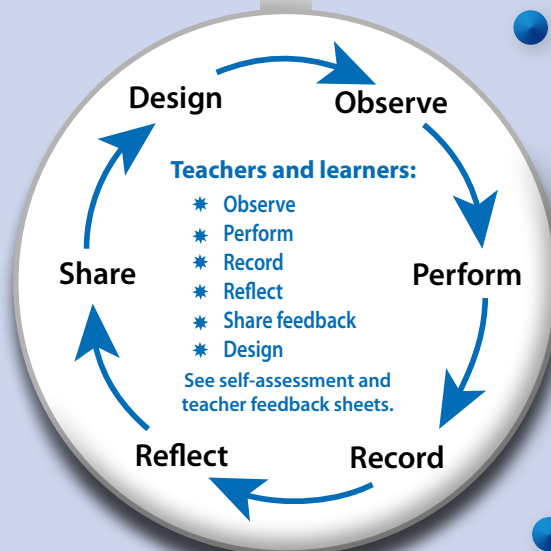 Design
Observe
Teachers and learners:
Observe
Perform
Record
Reflect
Share feedback
Design
See self-assessment and
teacher feedback sheets.
Share
Perform
Reflect
Record